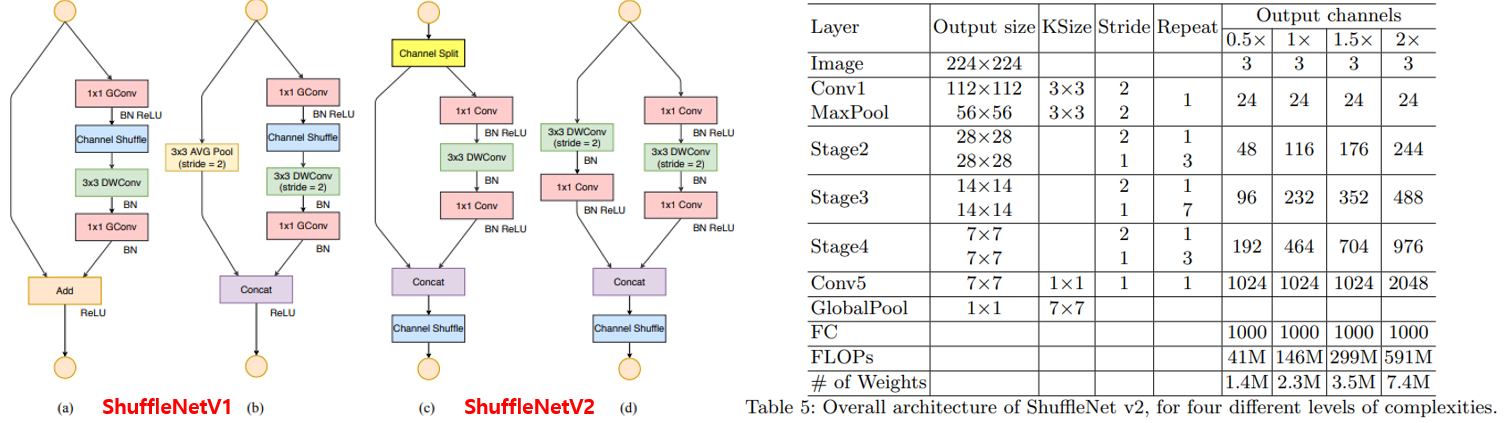 1x1 GConv
BN ReLU
Channel Shuffle
3x3 DWConv
BN
1x1 GConv
BN
Add
ReLU
(a)
ShuffleNetV1
3x3 AVG Pool
(stride = 2)
1x1 GConv
BN ReLU
Channel Shuffle
3x3 DWConv
(stride = 2)
BN
1x1 GConv
BN
Concat
ReLU
(b)
Channel Split
1x1 Conv
BN ReLU
3x3 DWConv
BN
1x1 Conv
BN ReLU
Concat
Channel Shuffle
(c)
ShuffleNetV2
3x3 DWConv
(stride = 2)
BN
1x1 Conv
BN ReLU
1x1 Conv
BN ReLU
3x3 DWConv
(stride = 2)
BN
1x1 Conv
BN ReLU
Concat
Channel Shuffle
(d)
Layer Output size KSize Stride Repeat Output channels
0.5× 1× 1.5× 2×
Image 224×224 3 3 3 3
Conv1 112×112 3×3 2
1 24 24 24 24
MaxPool 56×56 3×3 2
Stage2 28×28 2 1
48 116 176 244
28×28 1 3
Stage3 14×14 2 1
96 232 352 488
14×14 1 7
Stage4 7×7 2 1
192 464 704 976
7×7 1 3
Conv5 7×7 1×1 1 1 1024 1024 1024 2048
GlobalPool 1×1 7×7
FC 1000 1000 1000 1000
FLOPs 41M 146M 299M 591M
# of Weights 1.4M 2.3M 3.5M 7.4M
Table 5: Overall architecture of ShuffleNet v2, for four different levels of complexities.